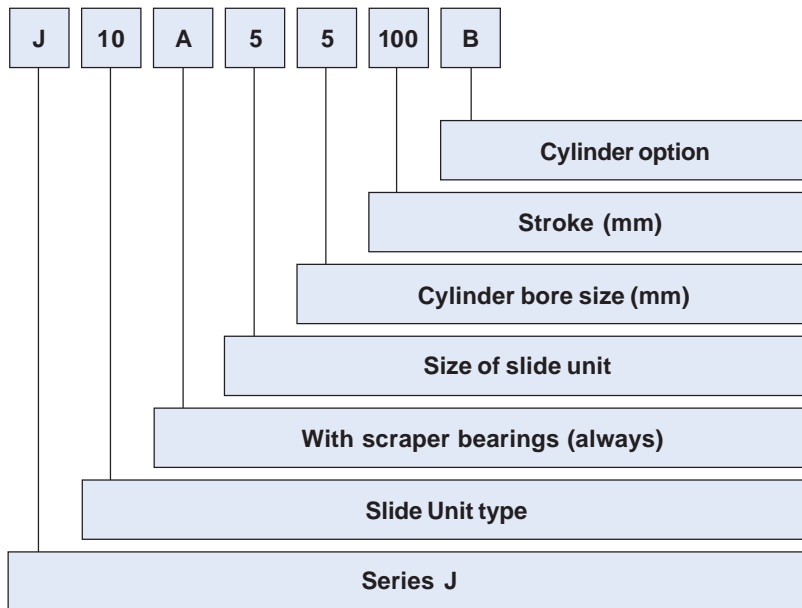 J 10 A 5 5 100 B
Cylinder option
Stroke (mm)
Cylinder bore size (mm)
Size of slide unit
With scraper bearings (always)
Slide Unit type
Series J